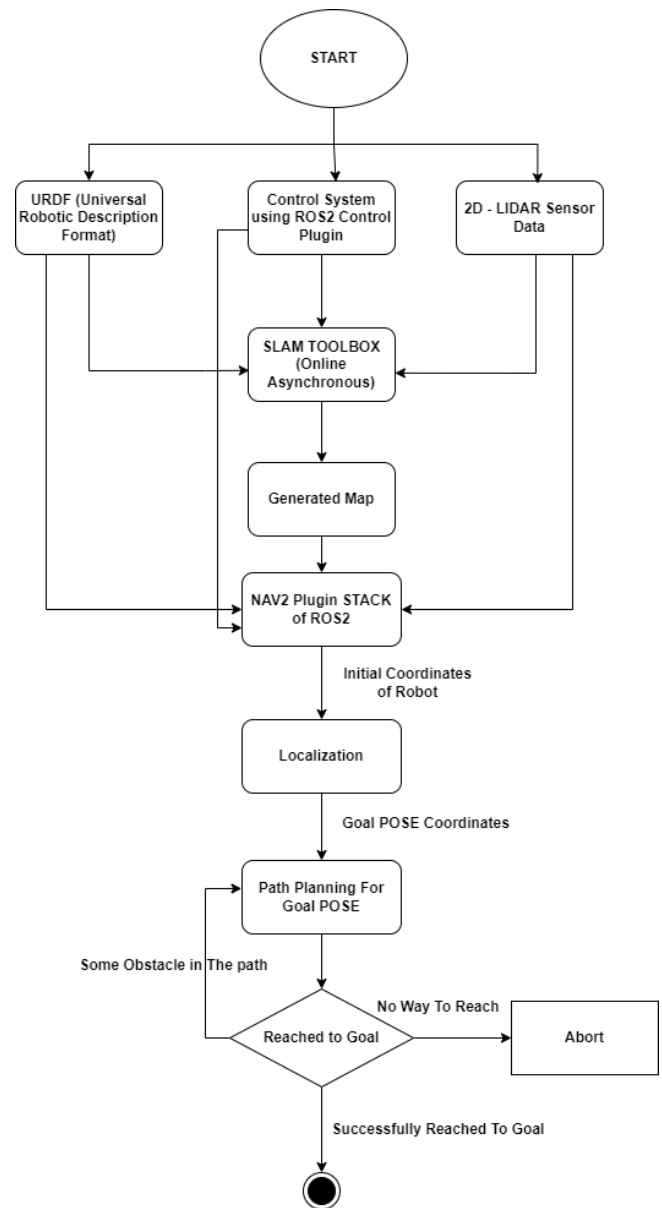 START
URDF (Universal
Robotic Description
Format)
Control System
using ROS2 Control
Plugin
2D - LIDAR Sensor
Data
SLAM TOOLBOX
(Online
Asynchronous)
Generated Map
NAV2 Plugin STACK
of ROS2
Initial Coordinates
of Robot
Localization
Goal POSE Coordinates
Path Planning For
Goal POSE
Some Obstacle in The path
No Way To Reach
Reached to Goal
Abort
Successfully Reached To Goal